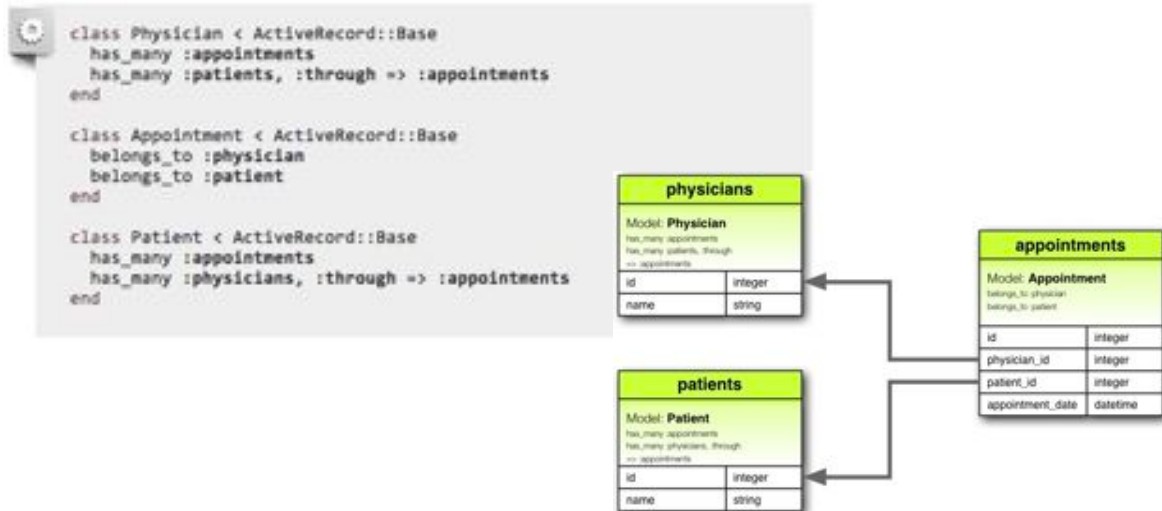 class Physician < ActiveRecord::Base
has_many :appointments
has_many :patients, :through => :appointments
end
class Appointment < ActiveRecord::Base
belongs_to :physician
belongs_to :patient
end
class Patient < ActiveRecord::Base
has_many :appointments
has_many :physicians, :through => :appointments
end
physicians
Model: Physician
has_many appointments
has_many patients, through
=> appointments
id integer
name string
appointments
Model: Appointment
belongs_to physician
belongs_to patient
id integer
physician_id integer
patient_id integer
appointment_date datetime
patients
Model: Patient
has_many appointments
has_many physicians, through
=> appointments
id integer
name string